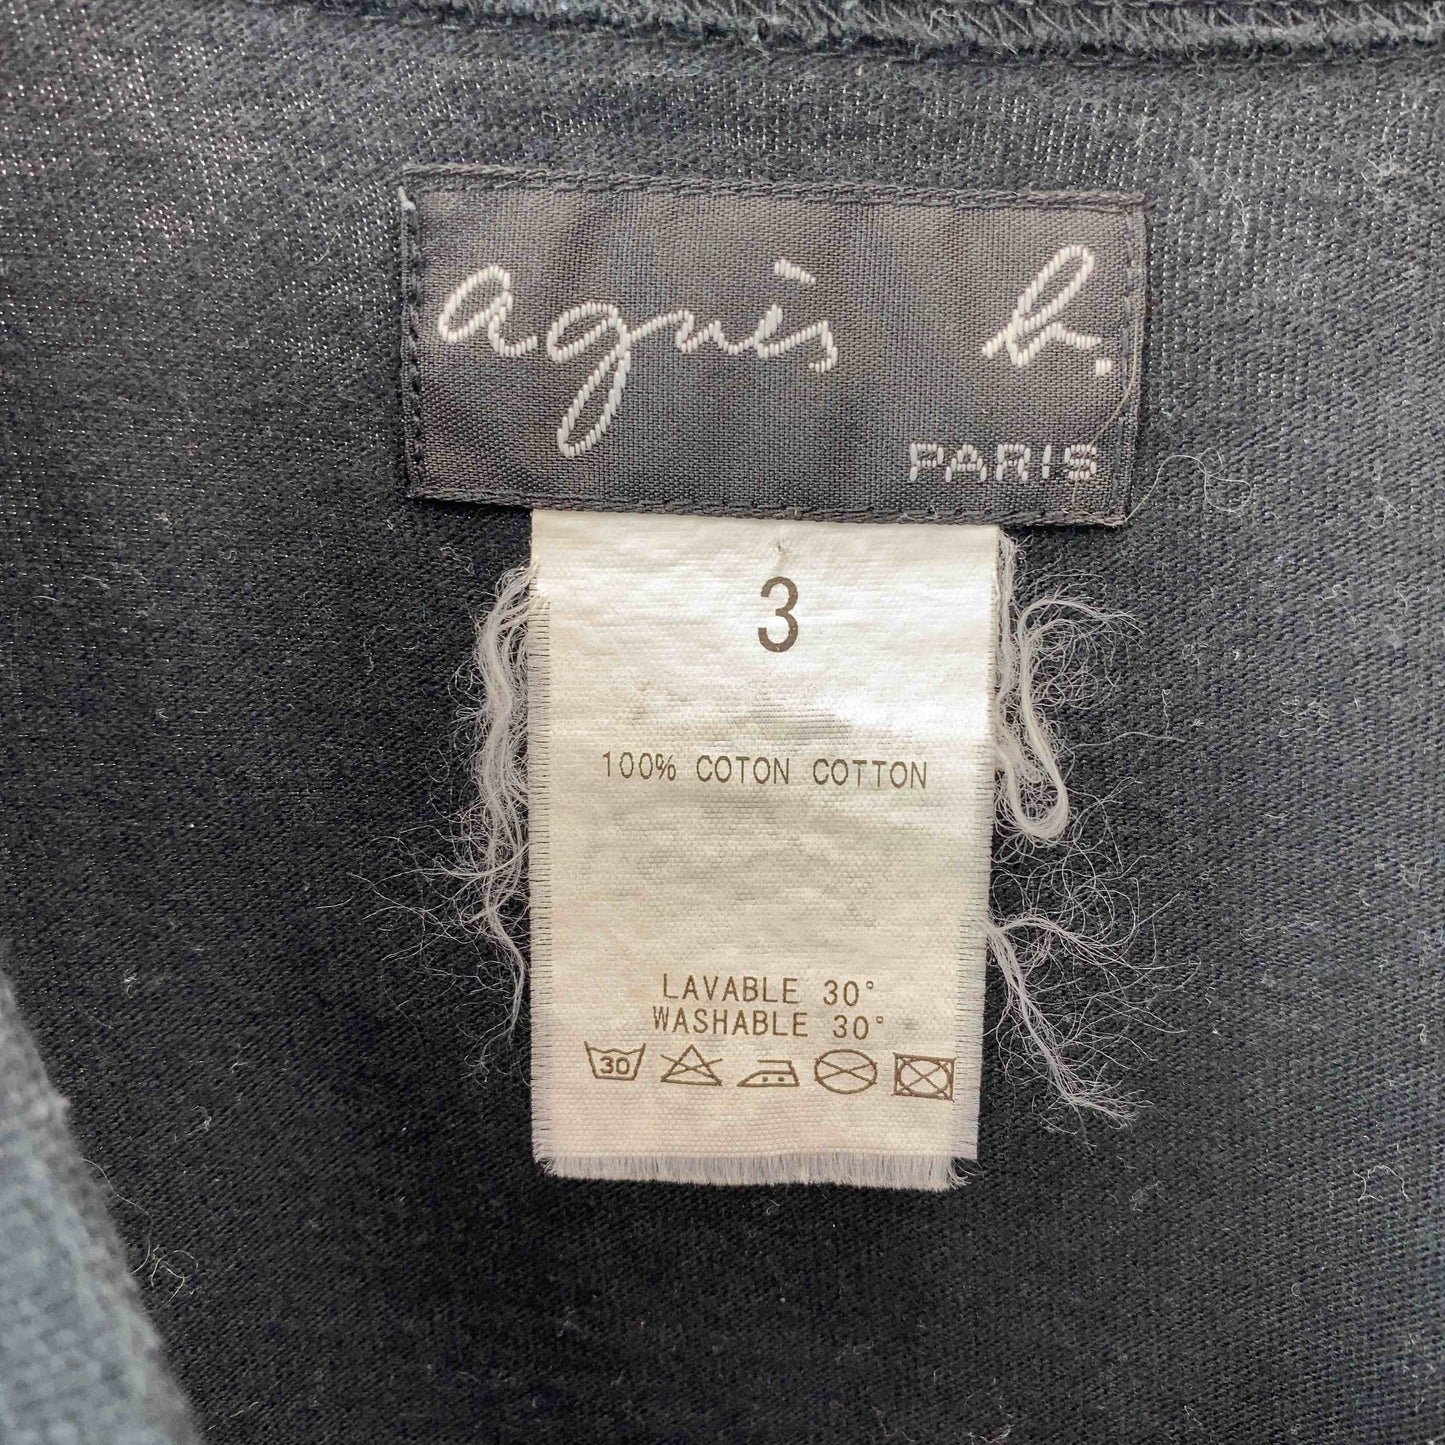 agnès b.
PARIS
3
100% COTON COTTON
LAVABLE 30°
WASHABLE 30°
30